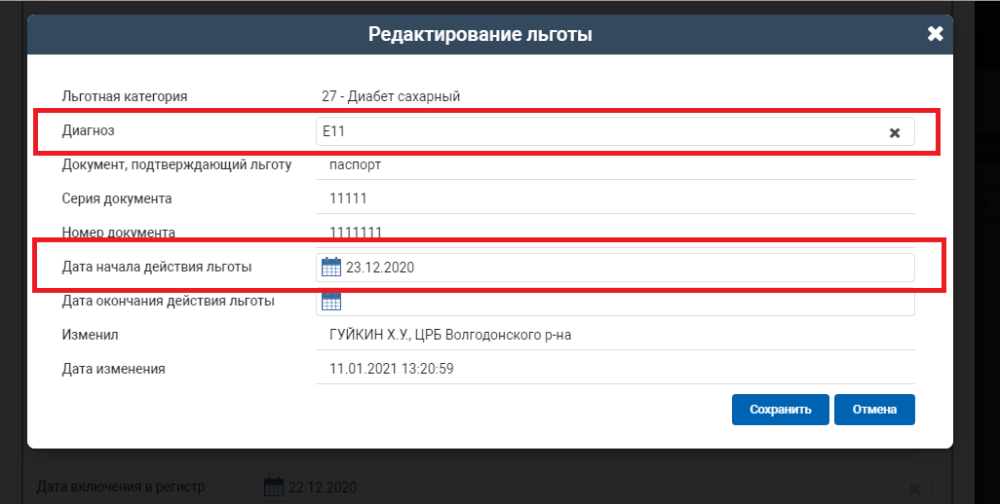 Редактирование льготы
Льготная категория 27 - Диабет сахарный
Диагноз E11
Документ, подтверждающий льготу паспорт
Серия документа 11111
Номер документа 1111111
Дата начала действия льготы 23.12.2020
Дата окончания действия льготы
Изменил ГУЙКИН Х.У., ЦРБ Волгодонского р-на
Дата изменения 11.01.2021 13:20:59
Сохранить Отмена
Дата включения в регистр 22.12.2020